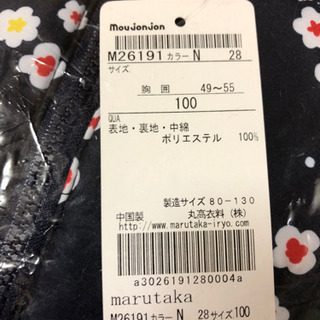 moujonjon
M26191 カラー N 28
サイズ
胸 囲 49～55
100
QUA
表地・裏地・中綿
ポリエステル 100%
製造サイズ 80-130
中国製 丸高衣料（株）
http://www.marutaka-iryo.com
a3026191280004a
marutaka
M26191 カラー N 28 サイズ 100